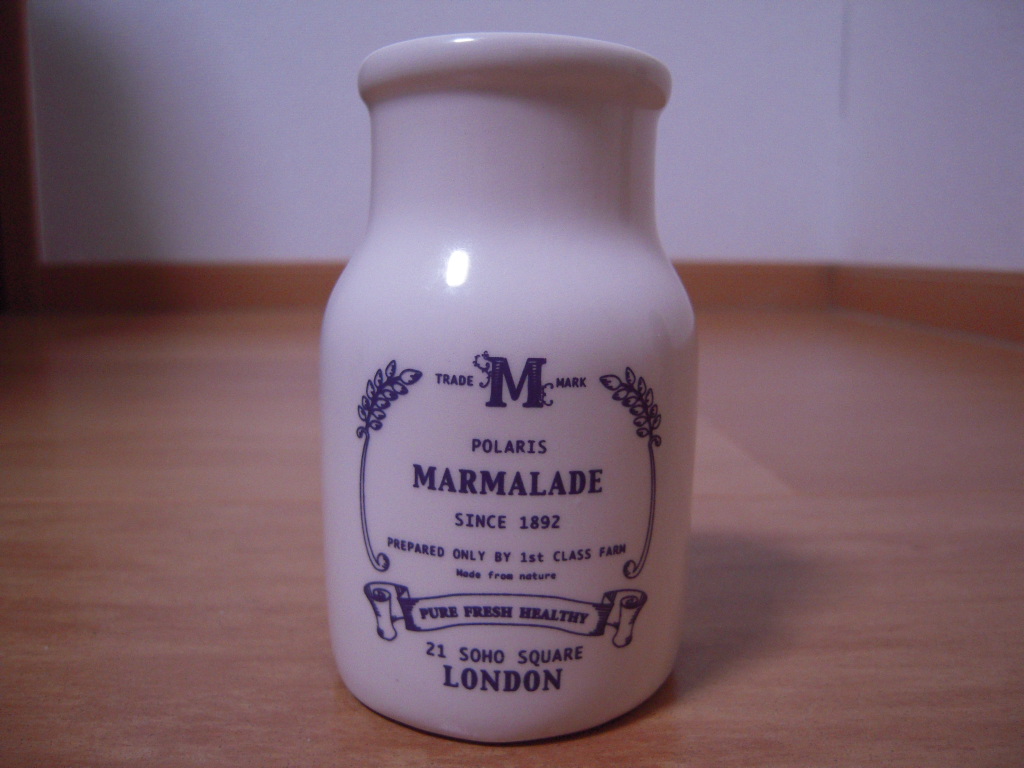 TRADE M MARK
POLARIS
MARMALADE
SINCE 1892
PREPARED ONLY BY 1st CLASS FARM
Made from nature
PURE FRESH HEALTHY
21 SOHO SQUARE
LONDON